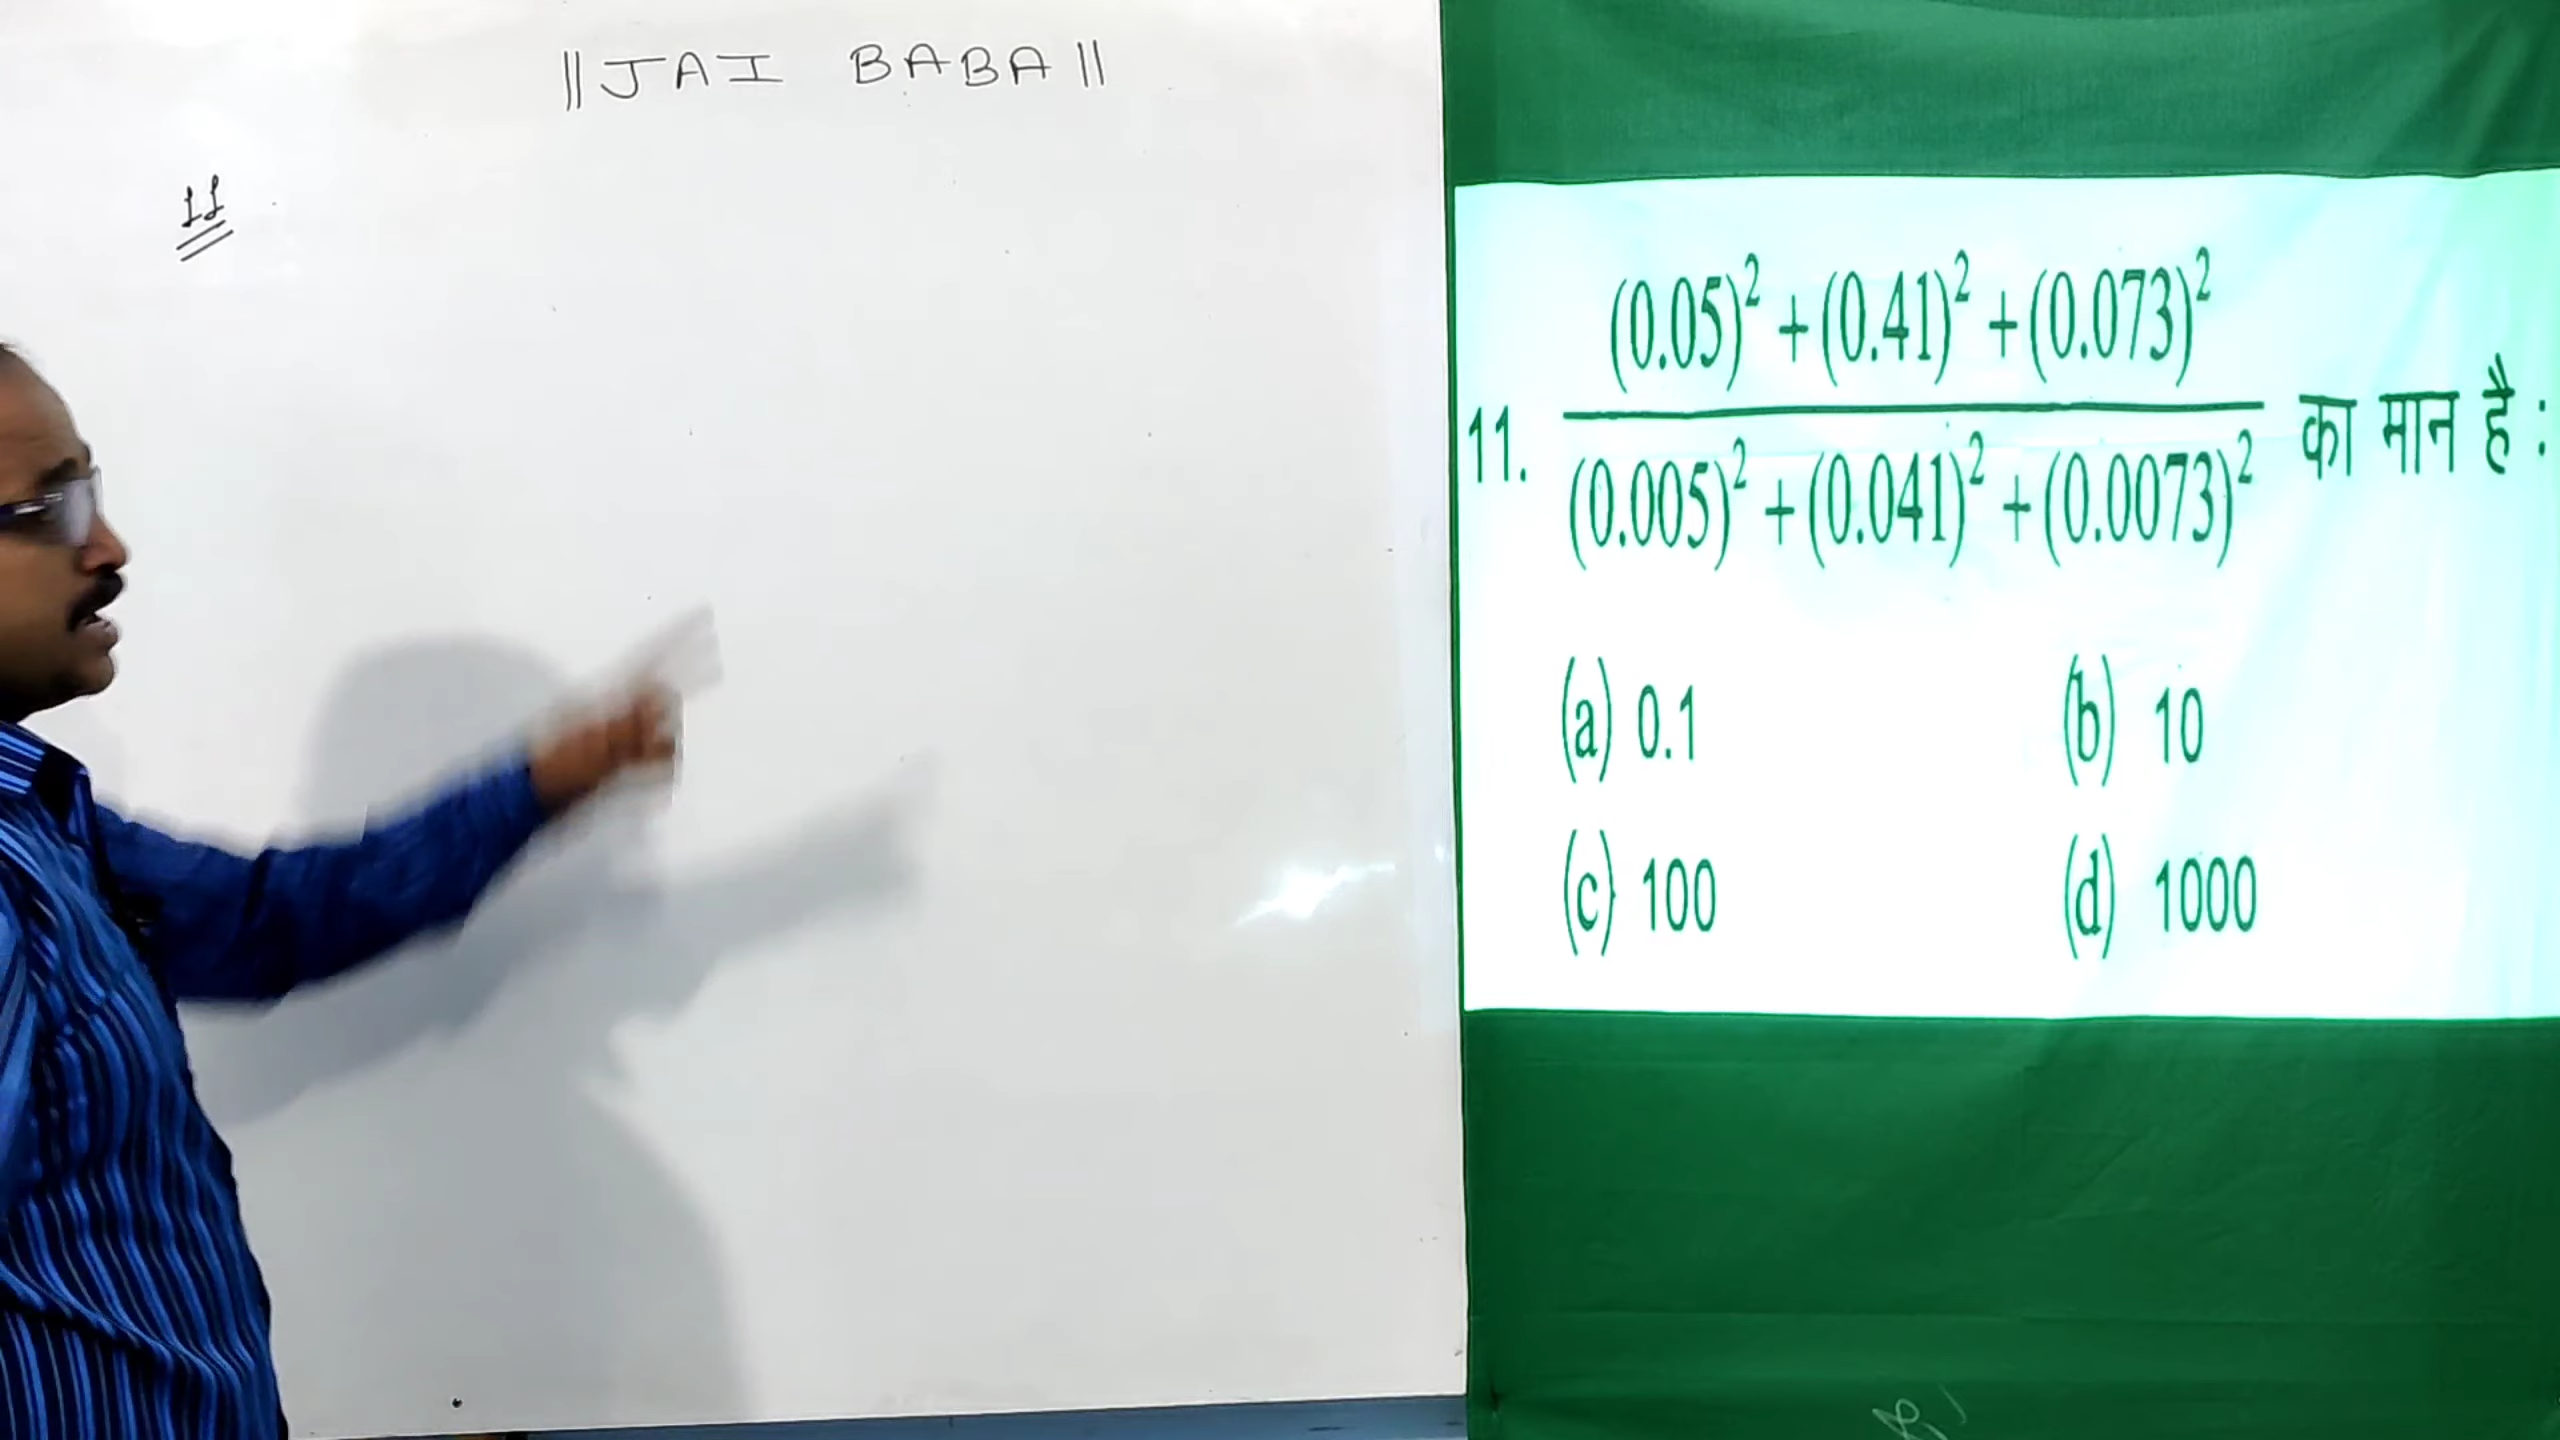 || JAI BABA ||
11
11. \frac{(0.05)^2 + (0.41)^2 + (0.073)^2}{(0.005)^2 + (0.041)^2 + (0.0073)^2} का मान है :
(a) 0.1 (b) 10
(c) 100 (d) 1000